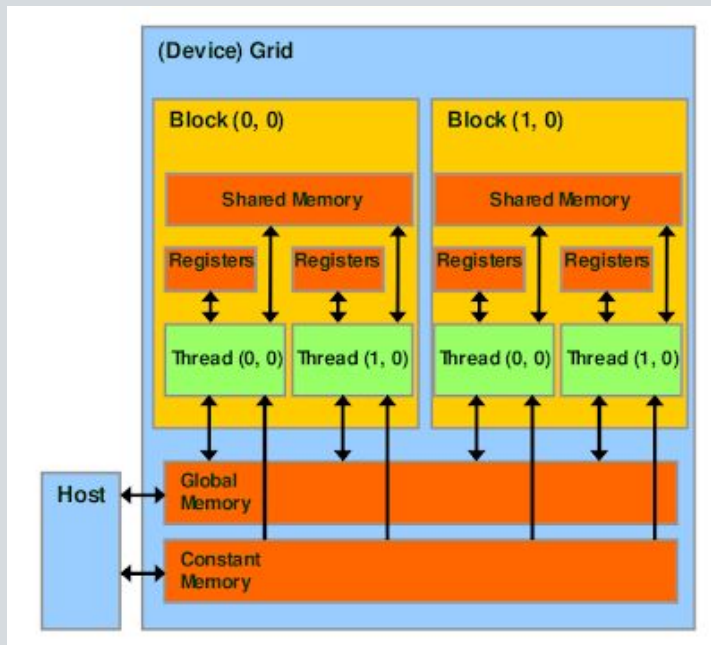 (Device) Grid
Block (0, 0)
Block (1, 0)
Shared Memory
Shared Memory
Registers
Registers
Registers
Registers
Thread (0, 0)
Thread (1, 0)
Thread (0, 0)
Thread (1, 0)
Host
Global
Memory
Constant
Memory